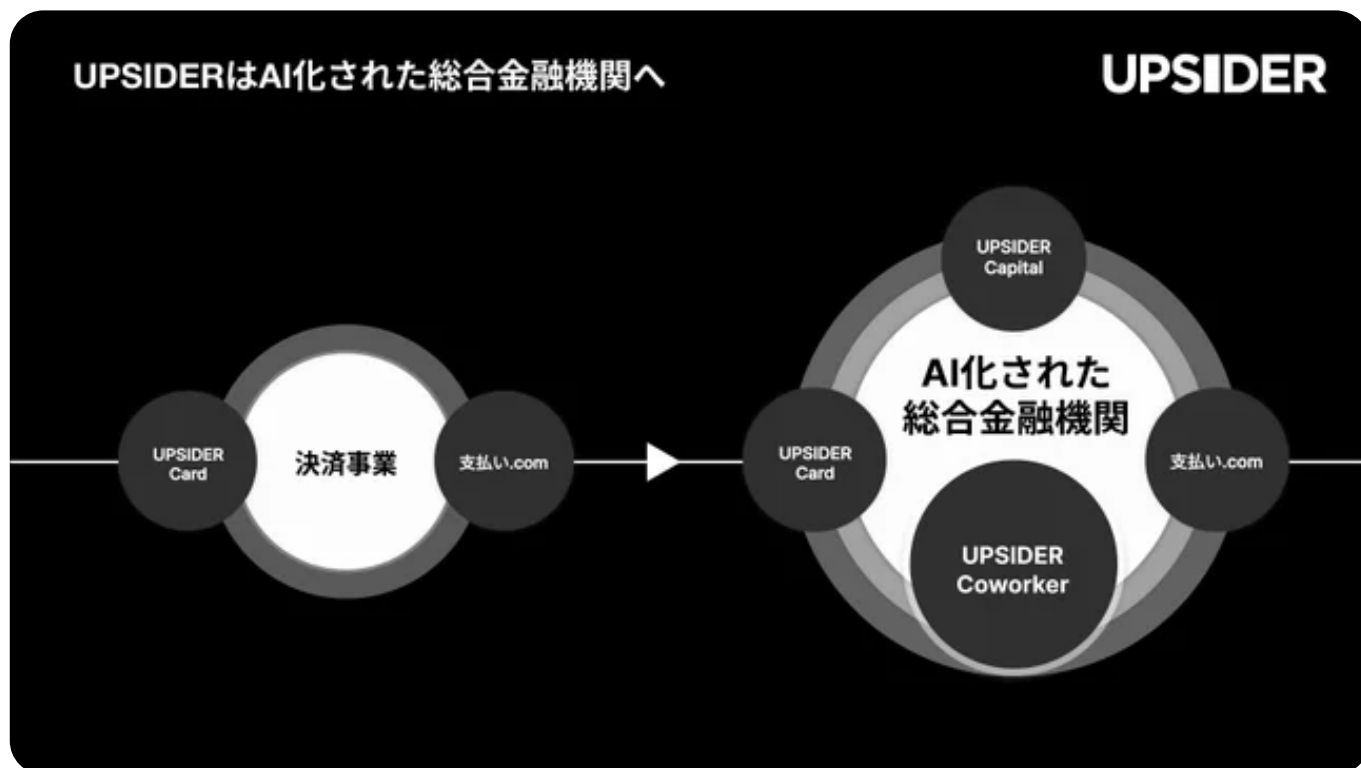 UPSIDERはAI化された総合金融機関へ
UPSIDER
UPSIDER
Card
決済事業
支払い.com
UPSIDER
Capital
AI化された
総合金融機関
UPSIDER
Card
支払い.com
UPSIDER
Coworker